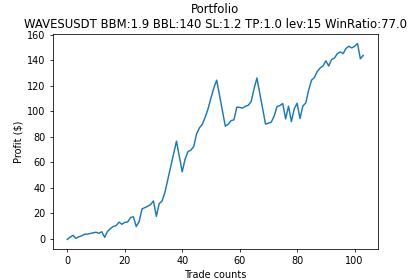 Portfolio
WAVESUSDT BBM:1.9 BBL:140 SL:1.2 TP:1.0 lev:15 WinRatio:77.0
160
140
120
100
80
60
40
20
0
Profit ($)
0 20 40 60 80 100
Trade counts